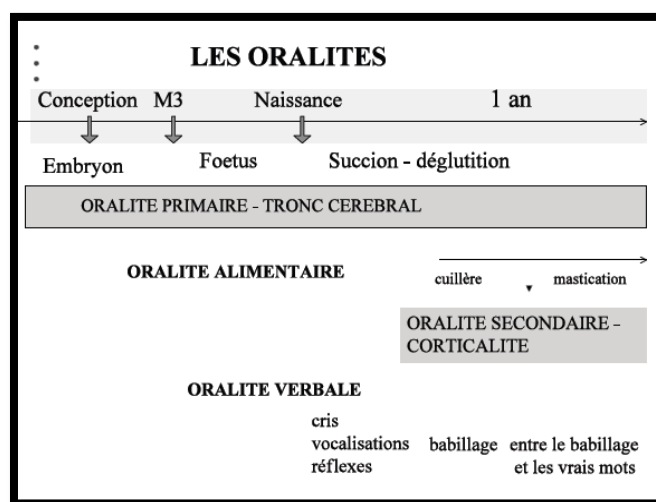 LES ORALITES
Conception M3 Naissance 1 an
Embryon Foetus Succion - déglutition
ORALITE PRIMAIRE - TRONC CEREBRAL
ORALITE ALIMENTAIRE
cuillère mastication
ORALITE SECONDAIRE -
CORTICALITE
ORALITE VERBALE
cris
vocalisations
réflexes
babillage
entre le babillage
et les vrais mots